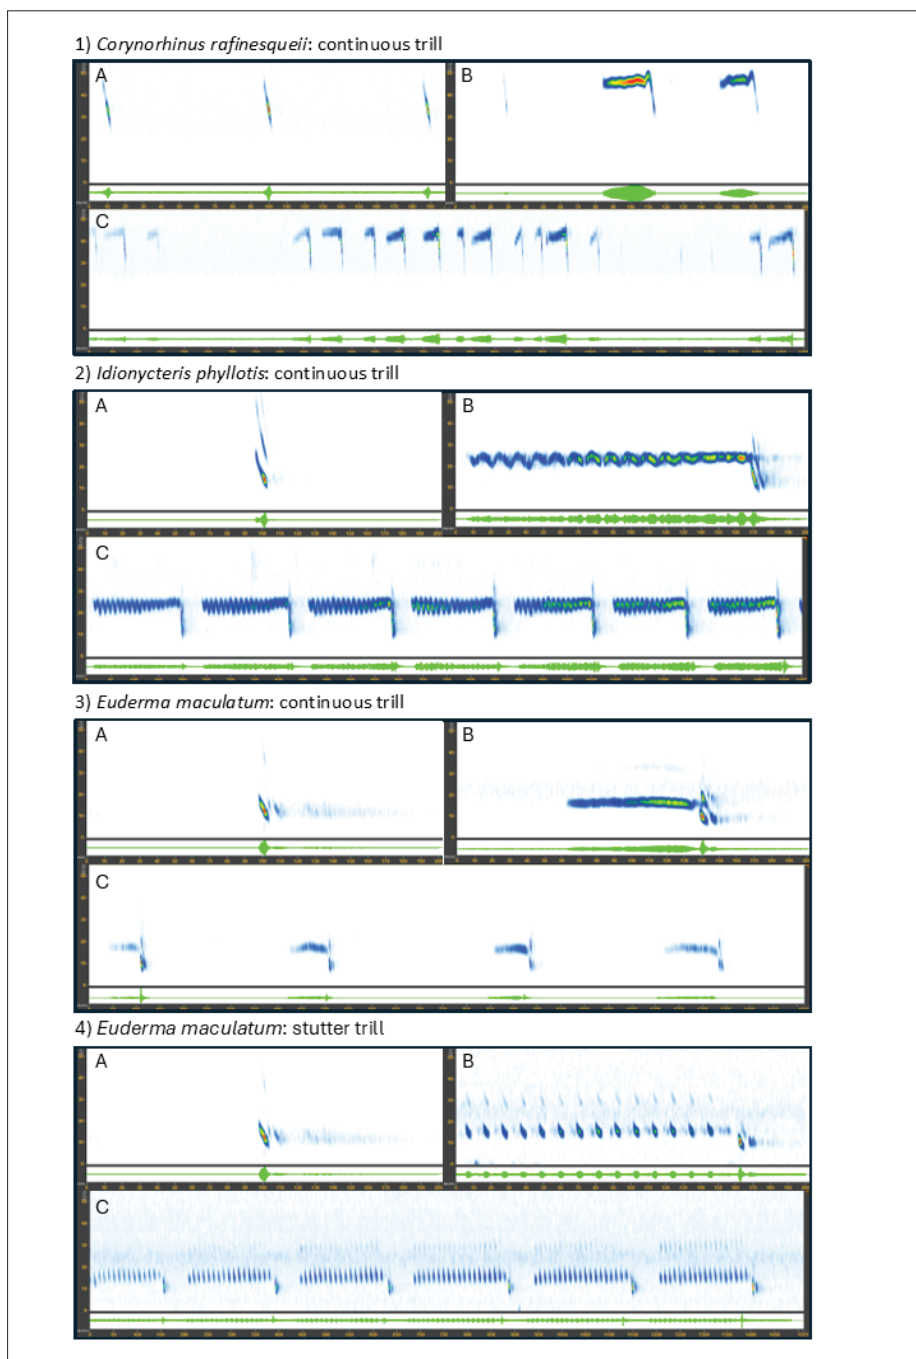 1) Corynorhinus rafinesqueii: continuous trill
A
B
C
2) Idionycteris phyllotis: continuous trill
A
B
C
3) Euderma maculatum: continuous trill
A
B
C
4) Euderma maculatum: stutter trill
A
B
C